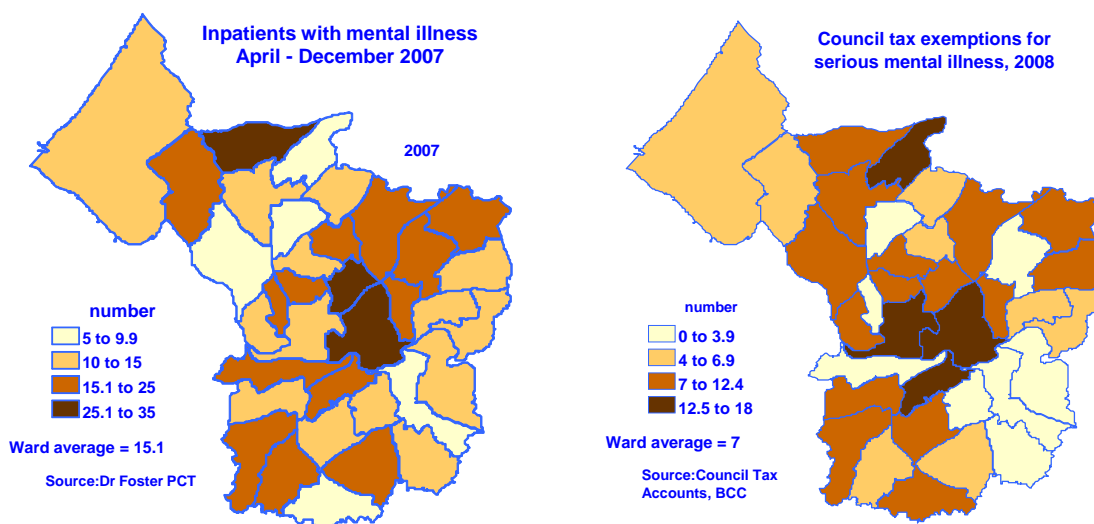 Inpatients with mental illness
April - December 2007
2007
number
5 to 9.9
10 to 15
15.1 to 25
25.1 to 35
Ward average = 15.1
Source:Dr Foster PCT
Council tax exemptions for
serious mental illness, 2008
number
0 to 3.9
4 to 6.9
7 to 12.4
12.5 to 18
Ward average = 7
Source:Council Tax
Accounts, BCC